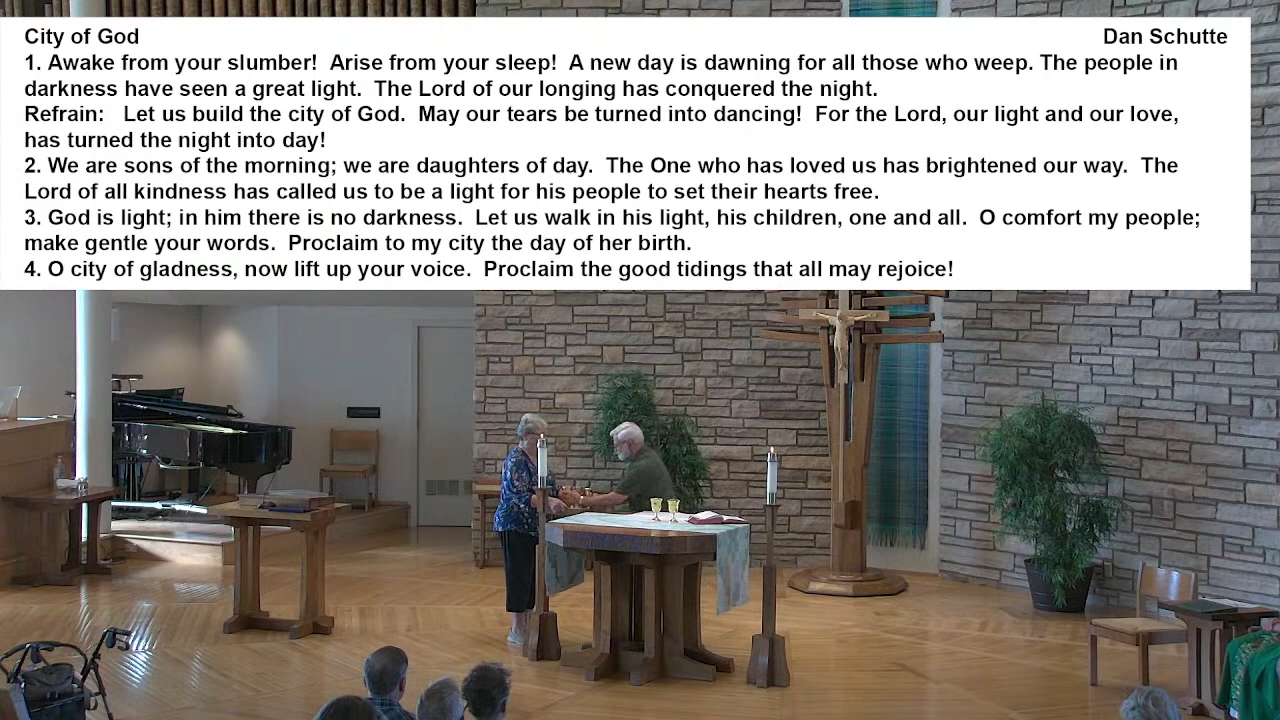 City of God Dan Schutte
1. Awake from your slumber!  Arise from your sleep!  A new day is dawning for all those who weep. The people in
darkness have seen a great light.  The Lord of our longing has conquered the night.
Refrain:   Let us build the city of God.  May our tears be turned into dancing!  For the Lord, our light and our love,
has turned the night into day!
2. We are sons of the morning; we are daughters of day.  The One who has loved us has brightened our way.  The
Lord of all kindness has called us to be a light for his people to set their hearts free.
3. God is light; in him there is no darkness.  Let us walk in his light, his children, one and all.  O comfort my people;
make gentle your words.  Proclaim to my city the day of her birth.
4. O city of gladness, now lift up your voice.  Proclaim the good tidings that all may rejoice!